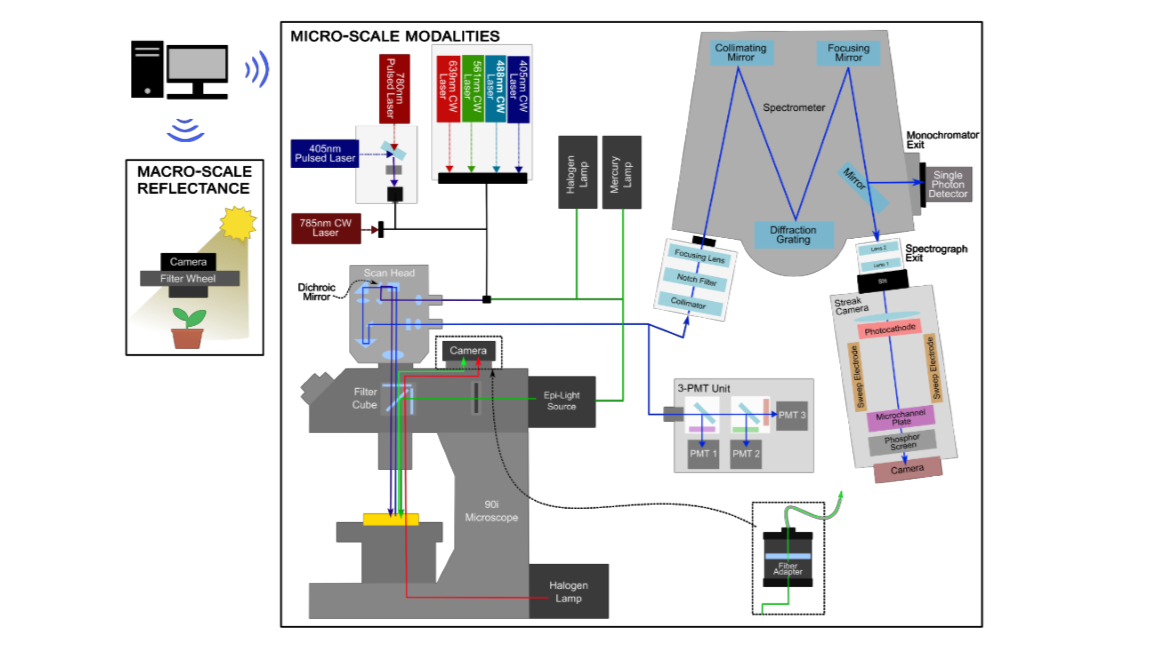 MICRO-SCALE MODALITIES
780nm
Pulsed Laser
639nm CW
Laser
561nm CW
Laser
488nm CW
Laser
405nm CW
Laser
405nm
Pulsed Laser
785nm CW
Laser
Halogen
Lamp
Mercury
Lamp
MACRO-SCALE
REFLECTANCE
Camera
Filter Wheel
Scan Head
Dichroic
Mirror
Camera
Filter
Cube
Epi-Light
Source
90i
Microscope
Halogen
Lamp
Collimating
Mirror
Focusing
Mirror
Spectrometer
Monochromator
Exit
Mirror
Single
Photon
Detector
Diffraction
Grating
Focusing Lens
Notch Filter
Collimator
Lens 2
Lens 1
Spectrograph
Exit
Slit
Streak
Camera
Photocathode
Sweep Electrode
Sweep Electrode
Microchannel
Plate
Phosphor
Screen
Camera
3-PMT Unit
PMT 3
PMT 1
PMT 2
Fiber
Adapter